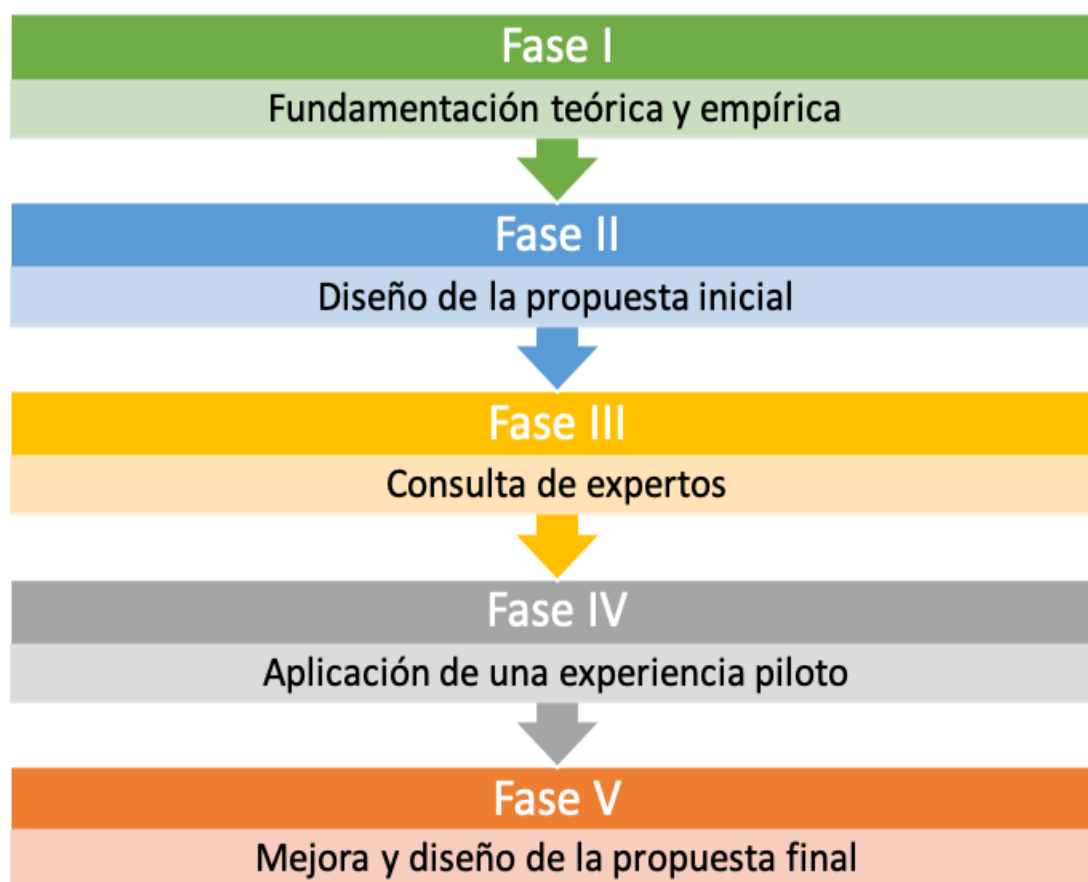 Fase I
Fundamentación teórica y empírica
Fase II
Diseño de la propuesta inicial
Fase III
Consulta de expertos
Fase IV
Aplicación de una experiencia piloto
Fase V
Mejora y diseño de la propuesta final